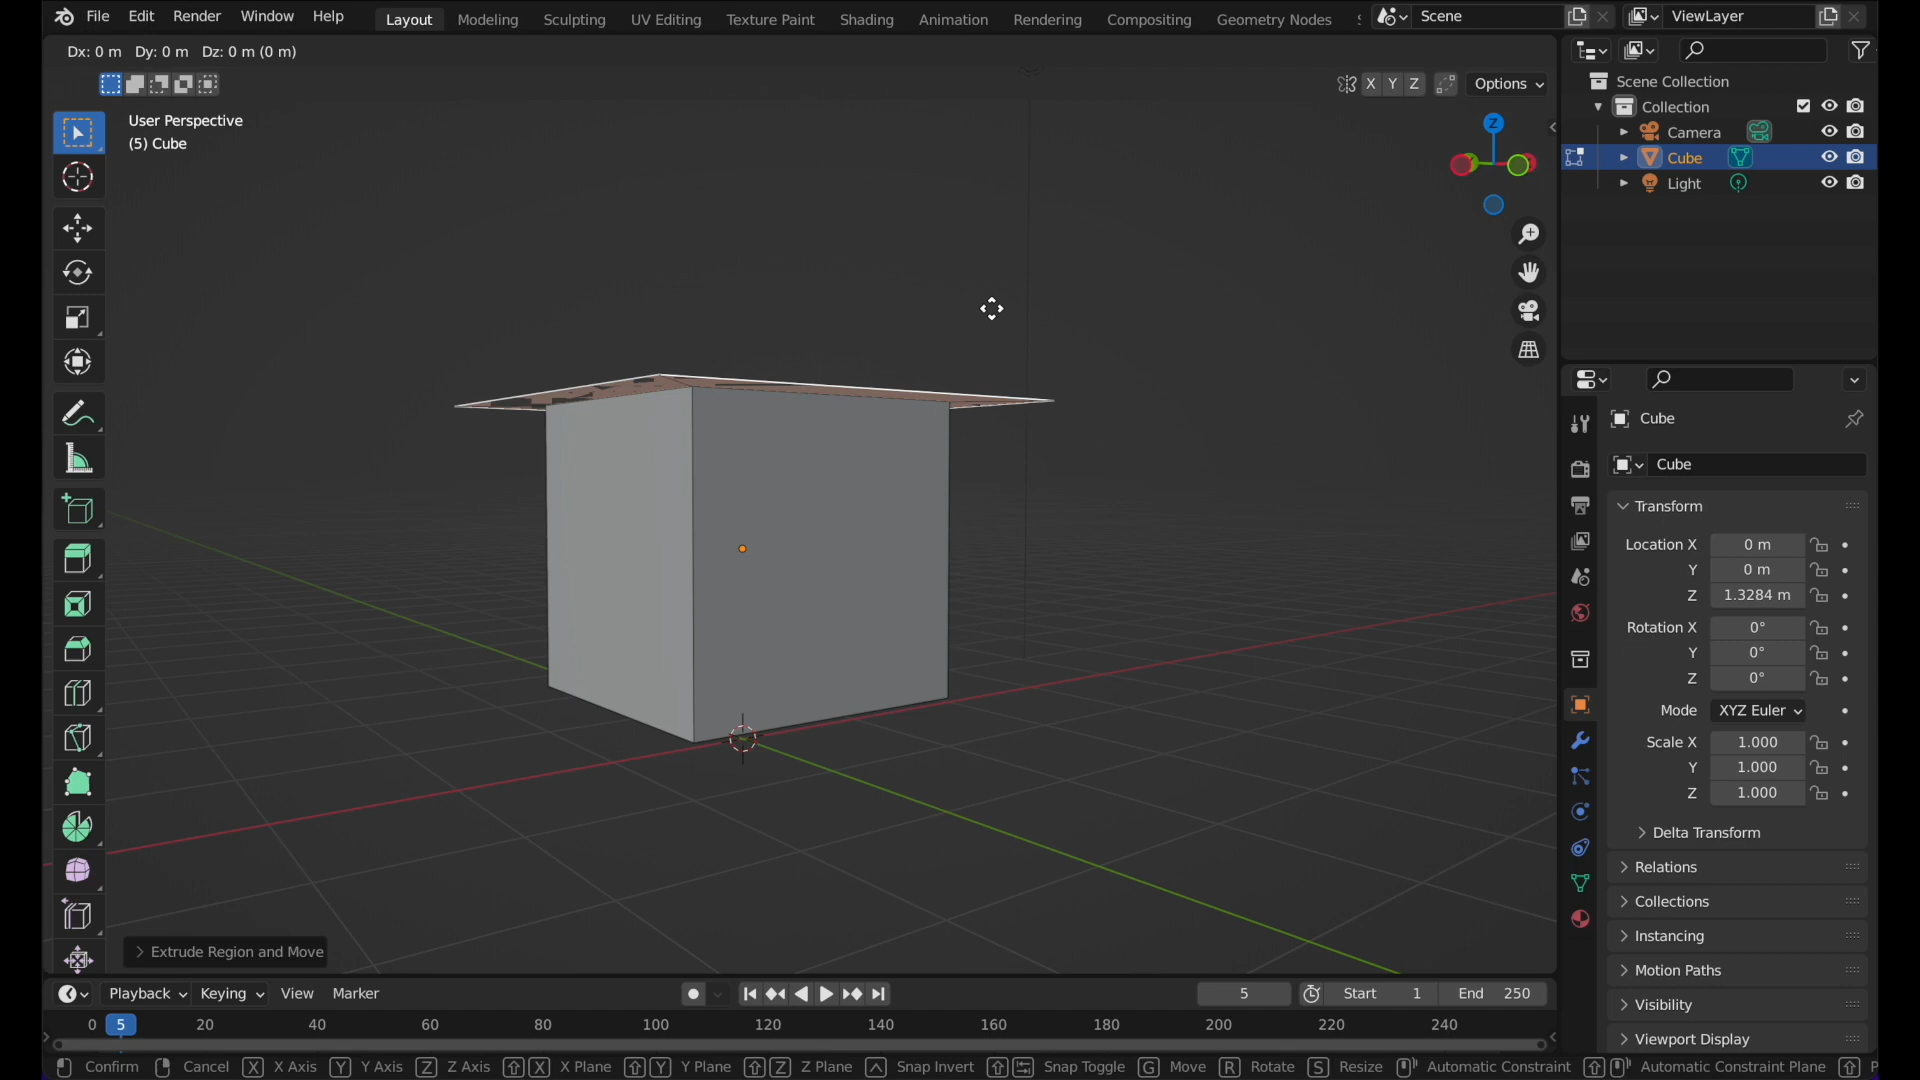 File Edit Render Window Help Layout Modeling Sculpting UV Editing Texture Paint Shading Animation Rendering Compositing Geometry Nodes Scene ViewLayer
Dx: 0 m Dy: 0 m Dz: 0 m (0 m)
X Y Z Options
User Perspective
(5) Cube
Z
Scene Collection
Collection
Camera
Cube
Light
Cube
Cube
Transform
Location X 0 m
Y 0 m
Z 1.3284 m
Rotation X 0°
Y 0°
Z 0°
Mode XYZ Euler
Scale X 1.000
Y 1.000
Z 1.000
Delta Transform
Relations
Collections
Instancing
Motion Paths
Visibility
Viewport Display
Extrude Region and Move
Playback Keying View Marker 5 Start 1 End 250
0 5 20 40 60 80 100 120 140 160 180 200 220 240
Confirm Cancel X X Axis Y Y Axis Z Z Axis X X Plane Y Y Plane Z Z Plane Snap Invert Snap Toggle G Move R Rotate S Resize Automatic Constraint Automatic Constraint Plane